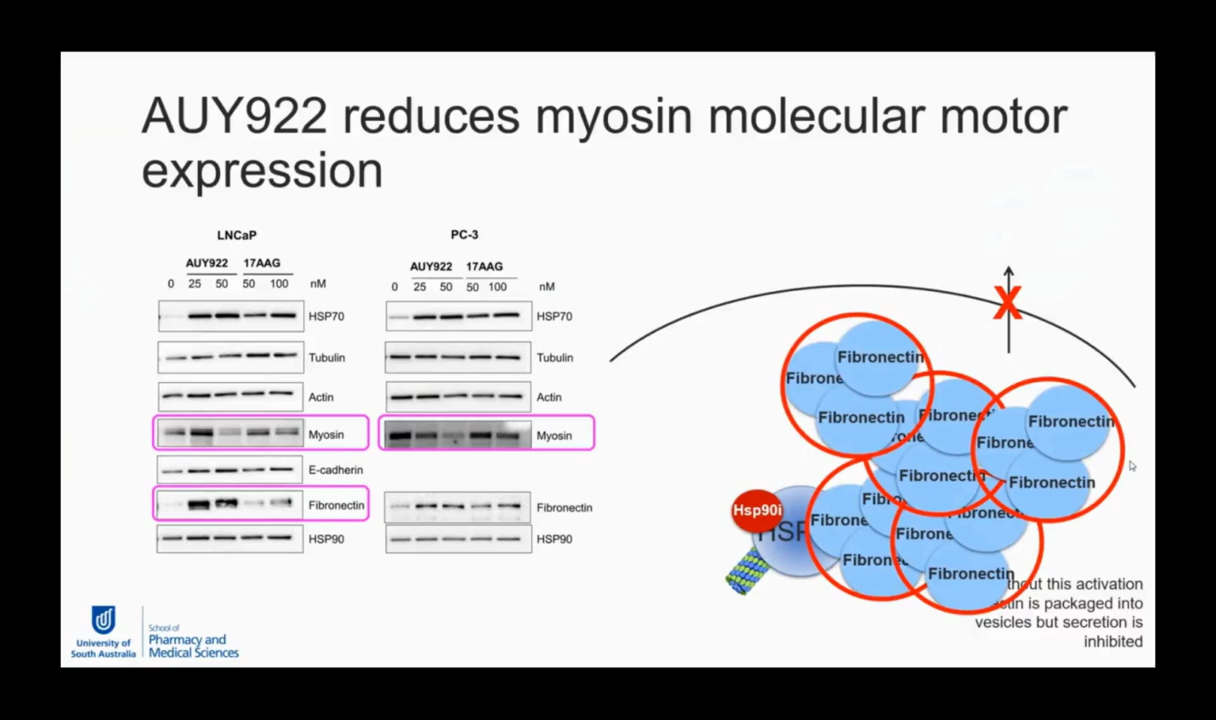 AUY922 reduces myosin molecular motor
expression
LNCaP
AUY922 17AAG
0 25 50 50 100 nM
HSP70
Tubulin
Actin
Myosin
E-cadherin
Fibronectin
HSP90
PC-3
AUY922 17AAG
0 25 50 50 100 nM
HSP70
Tubulin
Actin
Myosin
Fibronectin
HSP90
X
Fibronectin
Fibrone
Fibronectin
Fibronect
Fibronectin
Fibrone
Fibronectin
Fibronectin
Hsp90i
HSP
Fibro
Fibrone
Fibronec
Fibrone
ibronect
Fibronectin
thout this activation
ctin is packaged into
vesicles but secretion is
inhibited
University of
South Australia
School of
Pharmacy and
Medical Sciences